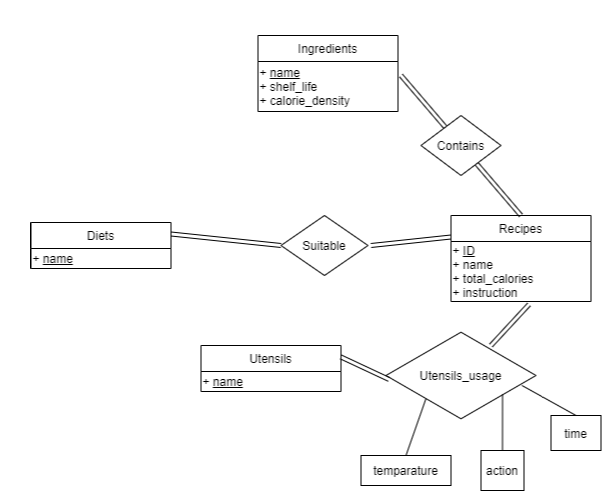 Ingredients
+ name
+ shelf_life
+ calorie_density
Contains
Recipes
+ ID
+ name
+ total_calories
+ instruction
Diets
+ name
Suitable
Utensils
+ name
Utensils_usage
time
temparature
action